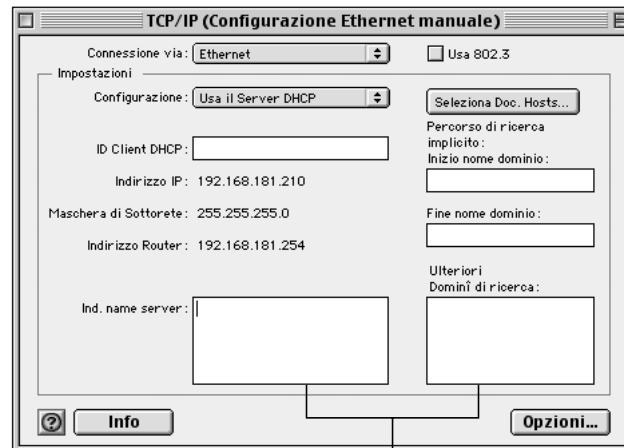 TCP/IP (Configurazione Ethernet manuale)
Connessione via: Ethernet
Usa 802.3
Impostazioni
Configurazione: Usa il Server DHCP
Seleziona Doc. Hosts...
Percorso di ricerca
implicito:
Inizio nome dominio:
ID Client DHCP:
Indirizzo IP: 192.168.181.210
Maschera di Sottorete: 255.255.255.0
Fine nome dominio:
Indirizzo Router: 192.168.181.254
Ulteriori
Dominî di ricerca:
Ind. name server:
?
Info
Opzioni...